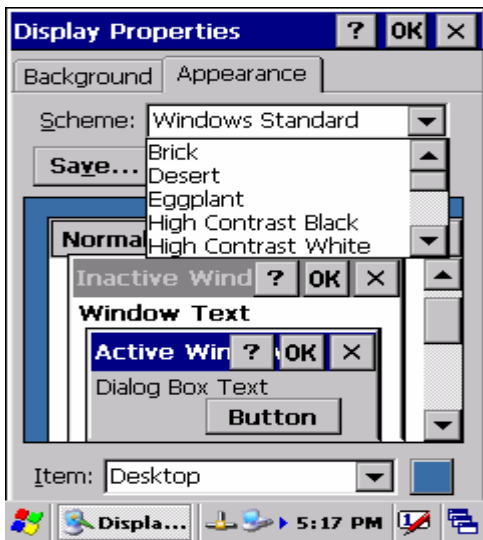 Display Properties ? OK ×
Background Appearance
Scheme: Windows Standard
Save...
Brick
Desert
Eggplant
High Contrast Black
High Contrast White
Normal
Inactive Wind ? OK ×
Window Text
Active Win ? OK ×
Dialog Box Text
Button
Item: Desktop
Displa... 5:17 PM